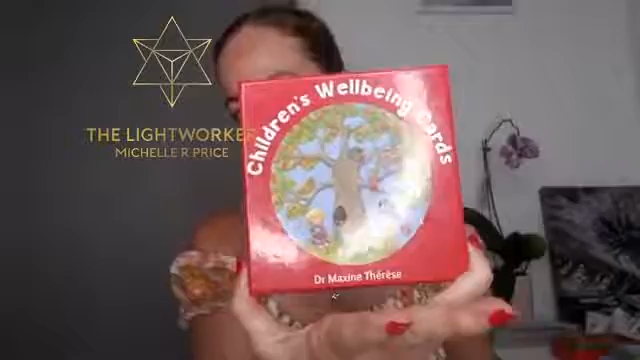 THE LIGHTWORKER
MICHELLE R PRICE
Children's Wellbeing Cards
Dr Maxine Thérèse